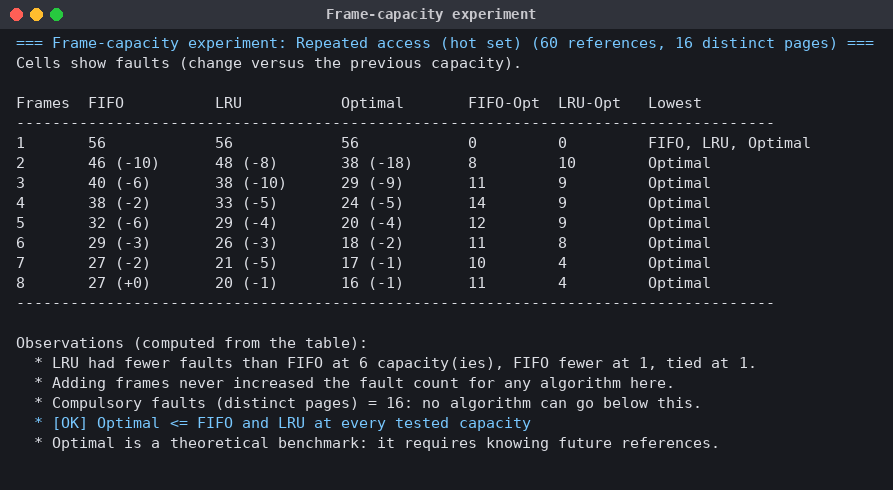 Frame-capacity experiment
=== Frame-capacity experiment: Repeated access (hot set) (60 references, 16 distinct pages) ===
Cells show faults (change versus the previous capacity).
Frames  FIFO          LRU           Optimal       FIFO-Opt  LRU-Opt   Lowest
------------------------------------------------------------------------------------
1       56            56            56            0         0         FIFO, LRU, Optimal
2       46 (-10)      48 (-8)       38 (-18)      8         10        Optimal
3       40 (-6)       38 (-10)      29 (-9)       11        9         Optimal
4       38 (-2)       33 (-5)       24 (-5)       14        9         Optimal
5       32 (-6)       29 (-4)       20 (-4)       12        9         Optimal
6       29 (-3)       26 (-3)       18 (-2)       11        8         Optimal
7       27 (-2)       21 (-5)       17 (-1)       10        4         Optimal
8       27 (+0)       20 (-1)       16 (-1)       11        4         Optimal
------------------------------------------------------------------------------------
Observations (computed from the table):
  * LRU had fewer faults than FIFO at 6 capacity(ies), FIFO fewer at 1, tied at 1.
  * Adding frames never increased the fault count for any algorithm here.
  * Compulsory faults (distinct pages) = 16: no algorithm can go below this.
  * [OK] Optimal <= FIFO and LRU at every tested capacity
  * Optimal is a theoretical benchmark: it requires knowing future references.